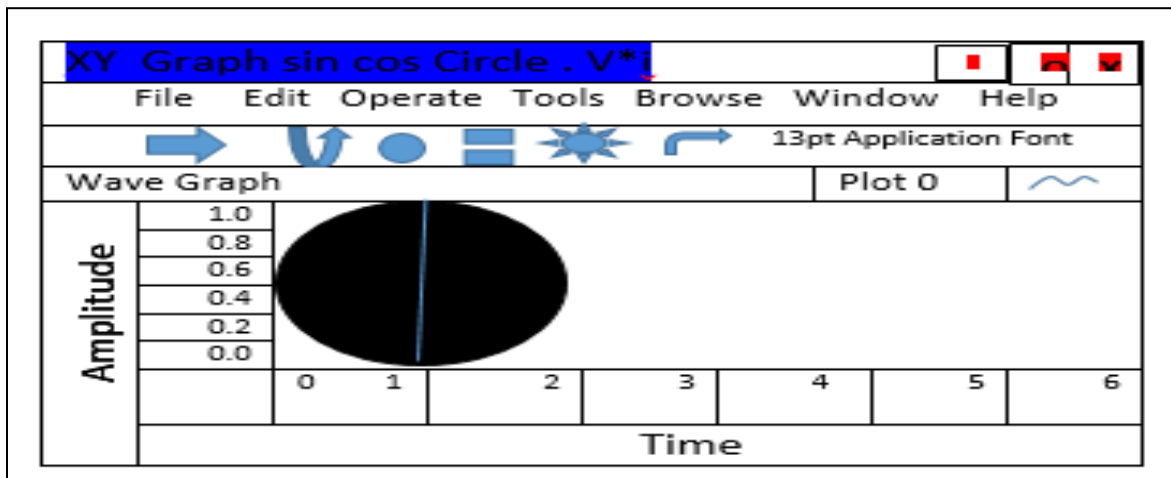 XY Graph sin cos Circle . V*i
File Edit Operate Tools Browse Window Help
13pt Application Font
Wave Graph Plot 0
Amplitude
1.0
0.8
0.6
0.4
0.2
0.0
0 1 2 3 4 5 6
Time